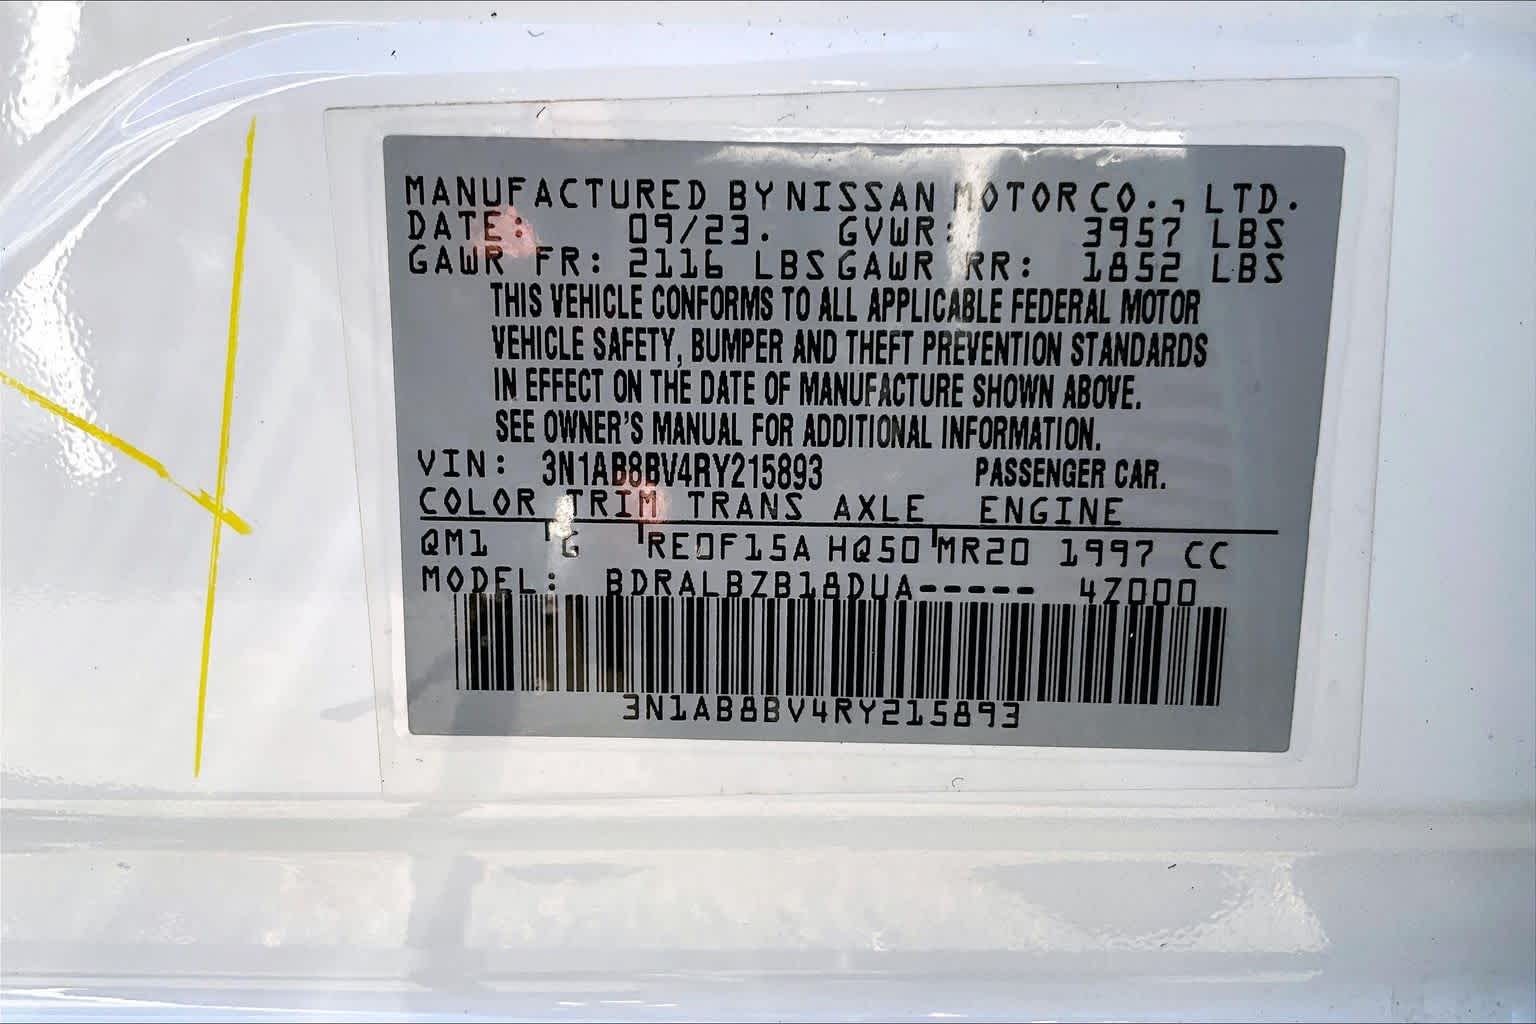 MANUFACTURED BY NISSAN MOTOR CO., LTD.
DATE: 09/23. GVWR: 3957 LBS
GAWR FR: 2116 LBS GAWR RR: 1852 LBS
THIS VEHICLE CONFORMS TO ALL APPLICABLE FEDERAL MOTOR
VEHICLE SAFETY, BUMPER AND THEFT PREVENTION STANDARDS
IN EFFECT ON THE DATE OF MANUFACTURE SHOWN ABOVE.
SEE OWNER'S MANUAL FOR ADDITIONAL INFORMATION.
VIN: 3N1AB8BV4RY215893 PASSENGER CAR.
COLOR TRIM TRANS AXLE ENGINE
QM1 G RE0F15A HQ50 MR20 1997 CC
MODEL: BDRALBZB18DUA----- 4Z000
3N1AB8BV4RY215893